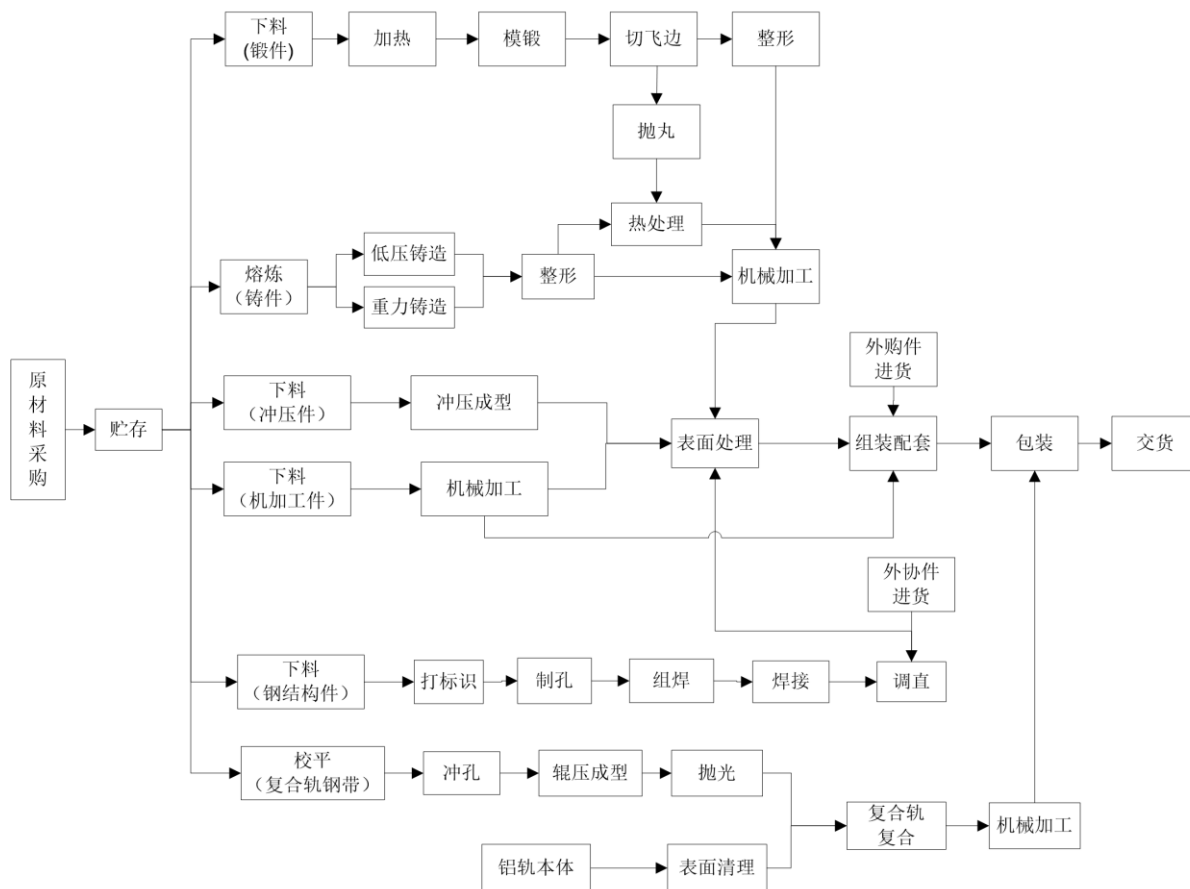 下料
(锻件)
加热
模锻
切飞边
整形
抛丸
热处理
低压铸造
熔炼
（铸件）
整形
机械加工
重力铸造
外购件
进货
原
材
料
采
购
贮存
下料
（冲压件）
冲压成型
表面处理
组装配套
包装
交货
下料
（机加工件）
机械加工
外协件
进货
下料
（钢结构件）
打标识
制孔
组焊
焊接
调直
校平
（复合轨钢带）
冲孔
辊压成型
抛光
复合轨
复合
机械加工
铝轨本体
表面清理